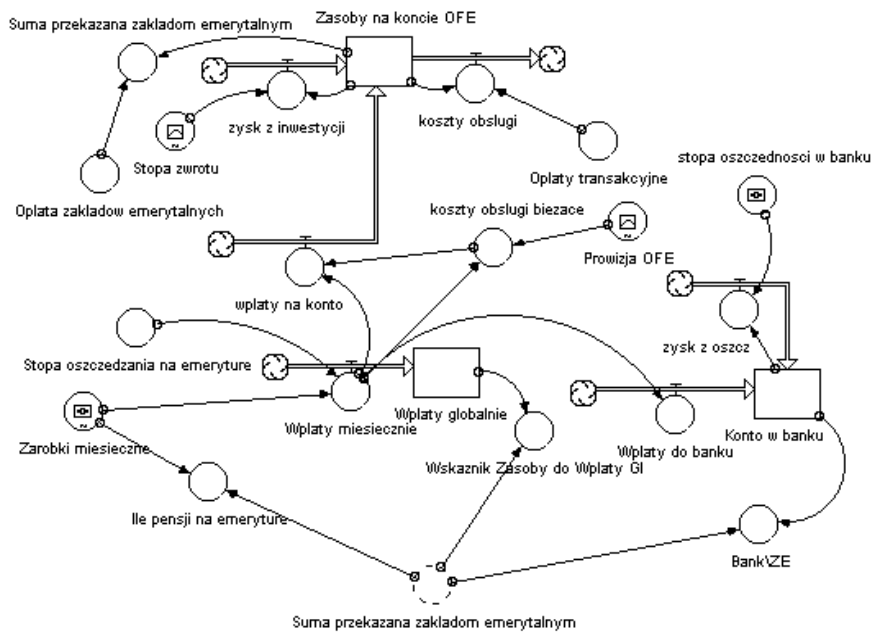 Zasoby na koncie OFE
Suma przekazana zakladom emerytalnym
zysk z inwestycji
koszty obslugi
Stopa zwrotu
Oplaty transakcyjne
stopa oszczednosci w banku
Oplata zakladow emerytalnych
koszty obslugi biezace
Prowizja OFE
wplaty na konto
zysk z oszcz
Stopa oszczedzania na emeryture
Wplaty miesiecznie
Wplaty globalnie
Zarobki miesieczne
Wplaty do banku
Konto w banku
Wskaznik Zasoby do Wplaty Gl
Ile pensji na emeryture
Bank\ZE
Suma przekazana zakladom emerytalnym